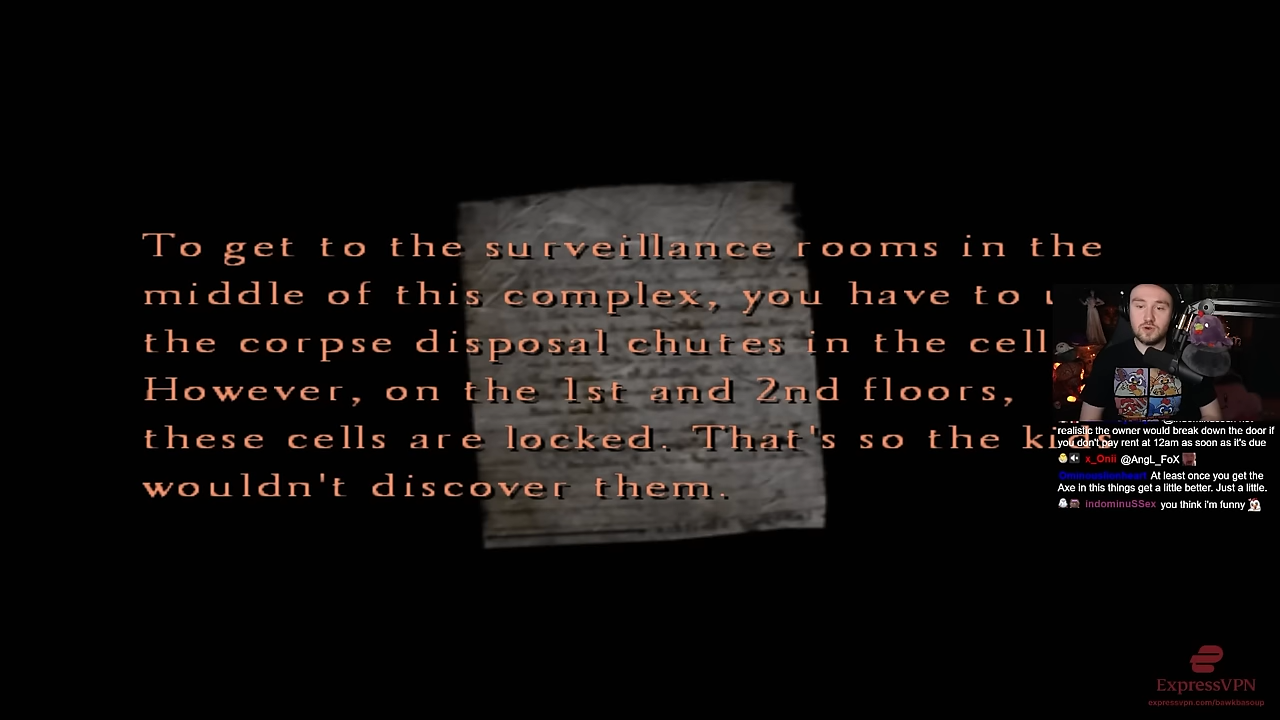 To get to the surveillance rooms in the
middle of this complex, you have to
the corpse disposal chutes in the cell
However, on the 1st and 2nd floors,
these cells are locked. That's so the
wouldn't discover them.
realistic the owner would break down the door if
you don't pay rent at 12am as soon as it's due
x_Onii @AngL_FoX
At least once you get the
Axe in this things get a little better. Just a little.
indominuSSex you think i'm funny
ExpressVPN
expressvpn.com/bawkbasoup